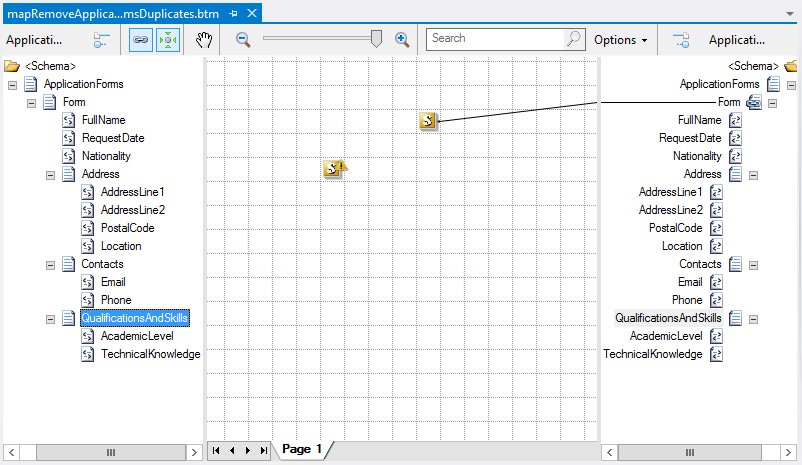 mapRemoveApplica...msDuplicates.btm
Applicati...
Search
Options
Applicati...
<Schema>
ApplicationForms
Form
FullName
RequestDate
Nationality
Address
AddressLine1
AddressLine2
PostalCode
Location
Contacts
Email
Phone
QualificationsAndSkills
AcademicLevel
TechnicalKnowledge
<Schema>
ApplicationForms
Form
FullName
RequestDate
Nationality
Address
AddressLine1
AddressLine2
PostalCode
Location
Contacts
Email
Phone
QualificationsAndSkills
AcademicLevel
TechnicalKnowledge
Page 1